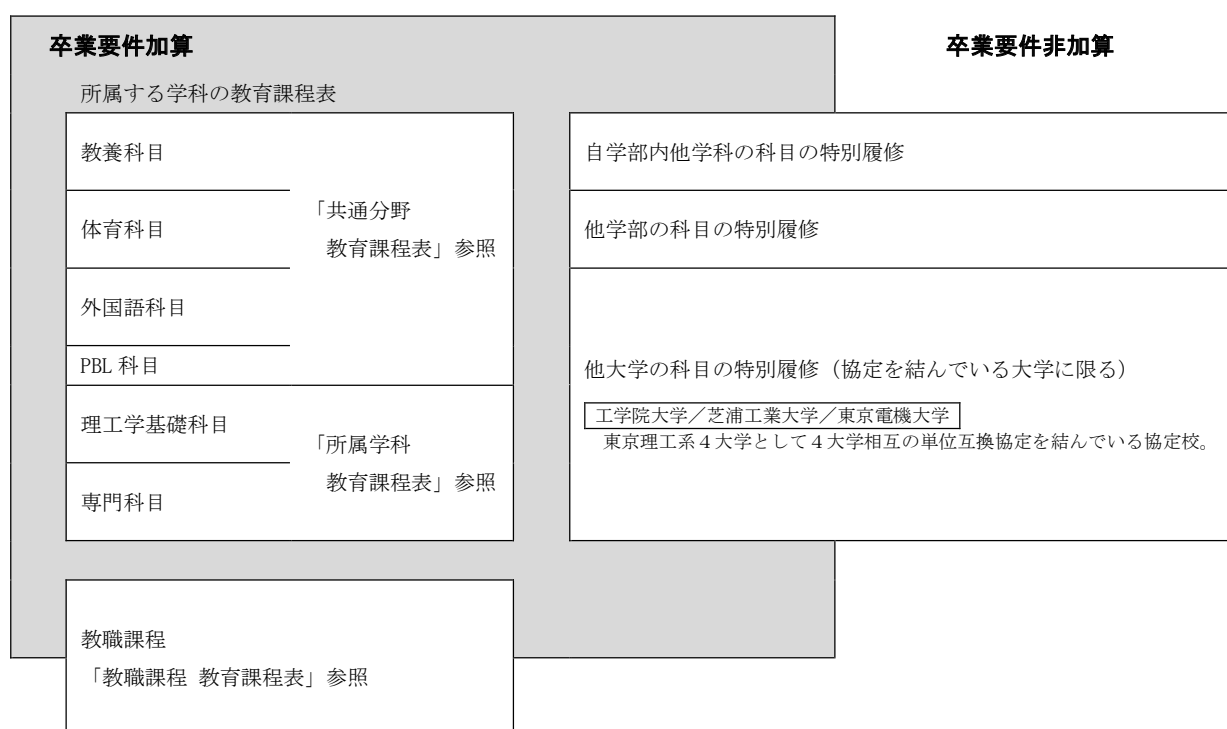 卒業要件加算
卒業要件非加算
所属する学科の教育課程表
教養科目
体育科目
外国語科目
PBL 科目
「共通分野
教育課程表」参照
理工学基礎科目
専門科目
「所属学科
教育課程表」参照
自学部内他学科の科目の特別履修
他学部の科目の特別履修
他大学の科目の特別履修（協定を結んでいる大学に限る）
工学院大学／芝浦工業大学／東京電機大学
東京理工系４大学として４大学相互の単位互換協定を結んでいる協定校。
教職課程
「教職課程 教育課程表」参照